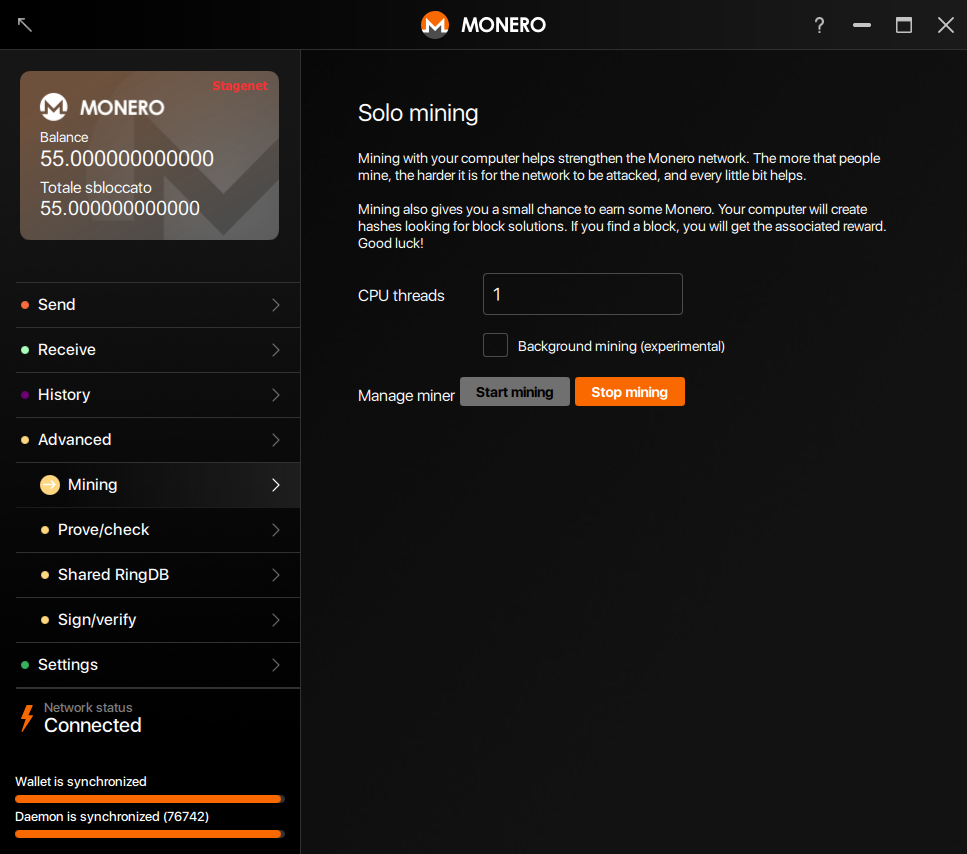 MONERO
?
Stagenet
MONERO
Balance
55.000000000000
Totale sbloccato
55.000000000000
Send
Receive
History
Advanced
Mining
Prove/check
Shared RingDB
Sign/verify
Settings
Network status
Connected
Wallet is synchronized
Daemon is synchronized (76742)
Solo mining
Mining with your computer helps strengthen the Monero network. The more that people
mine, the harder it is for the network to be attacked, and every little bit helps.
Mining also gives you a small chance to earn some Monero. Your computer will create
hashes looking for block solutions. If you find a block, you will get the associated reward.
Good luck!
CPU threads
1
Background mining (experimental)
Manage miner Start mining Stop mining